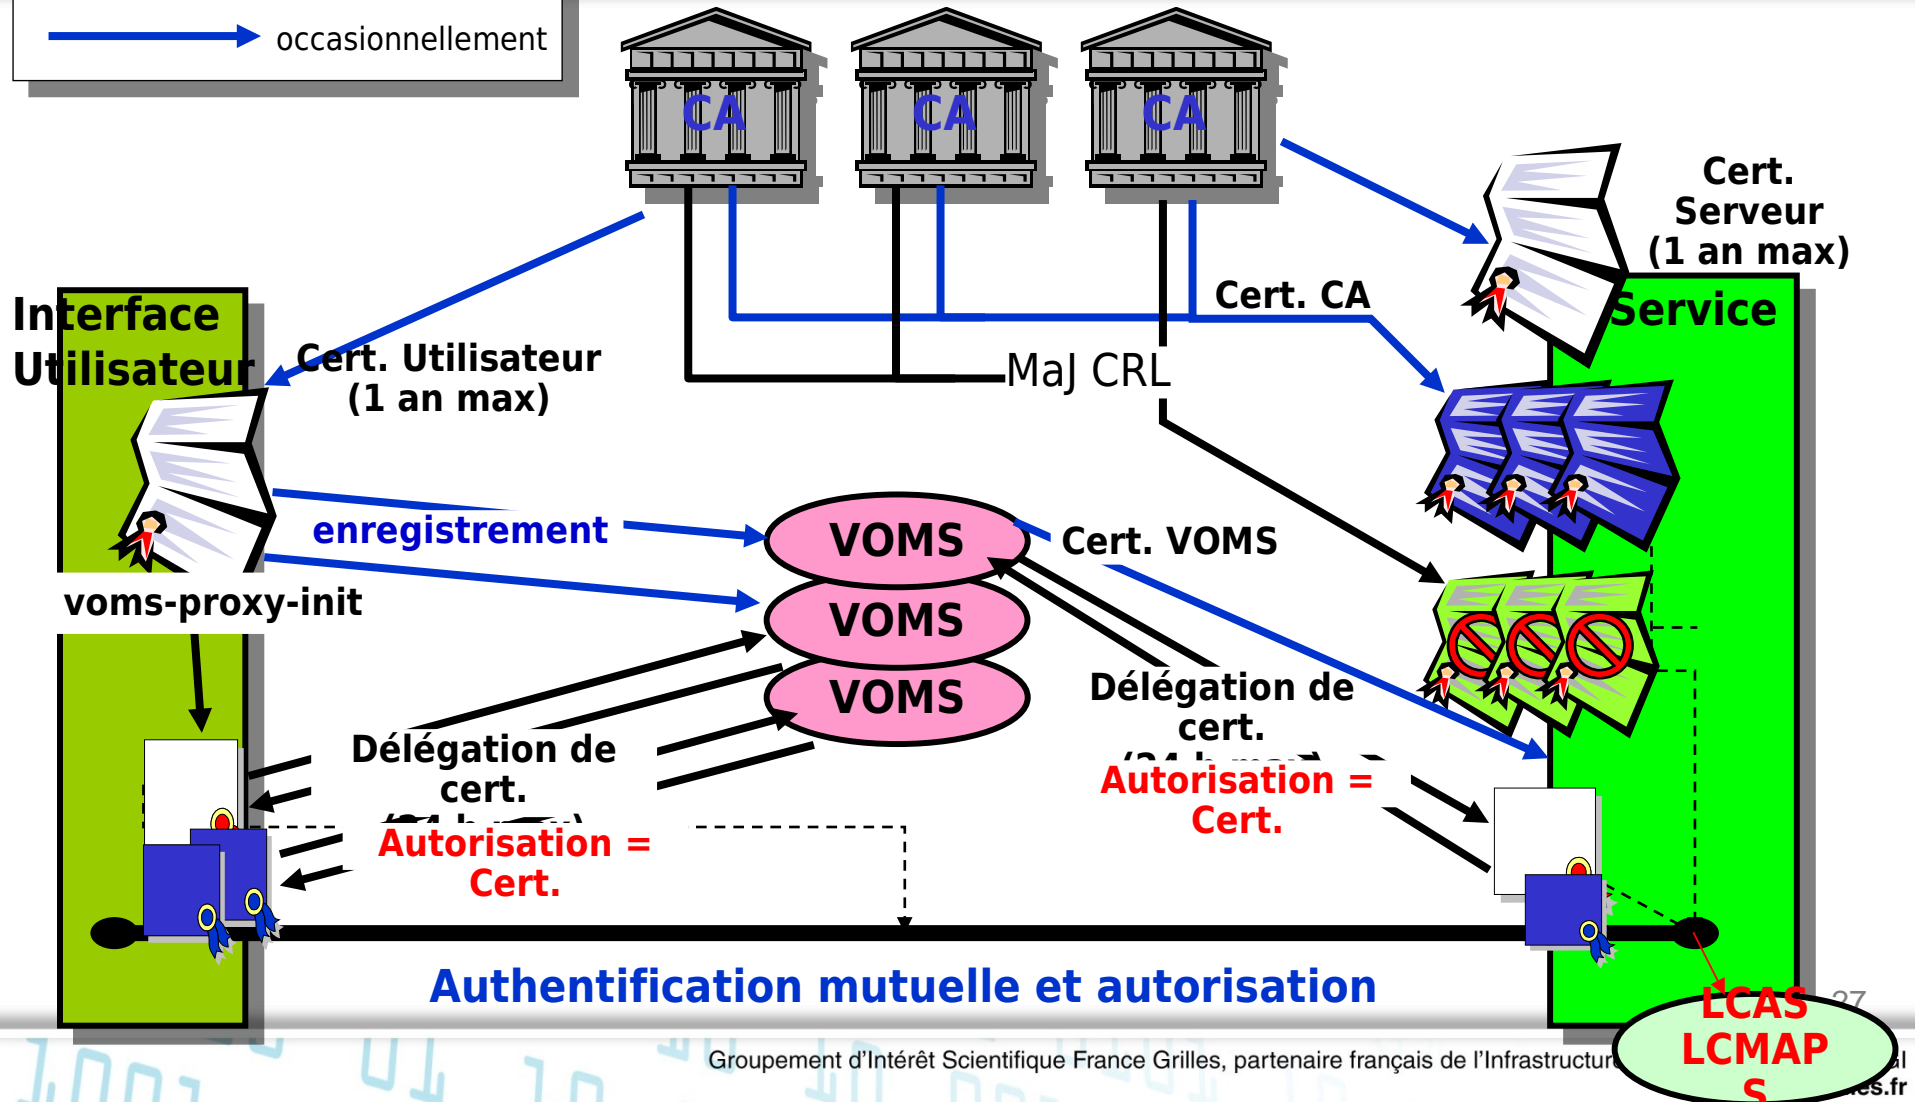 occasionnellement
CA
CA
CA
Cert.
Serveur
(1 an max)
Cert. CA
Service
Interface
Utilisateur
Cert. Utilisateur
(1 an max)
MaJ CRL
enregistrement
VOMS
VOMS
VOMS
Cert. VOMS
voms-proxy-init
Délégation de
cert.
Autorisation =
Cert.
Délégation de
cert.
Autorisation =
Cert.
Authentification mutuelle et autorisation
27
LCAS
LCMAP
S
Groupement d'Intérêt Scientifique France Grilles, partenaire français de l'Infrastructure